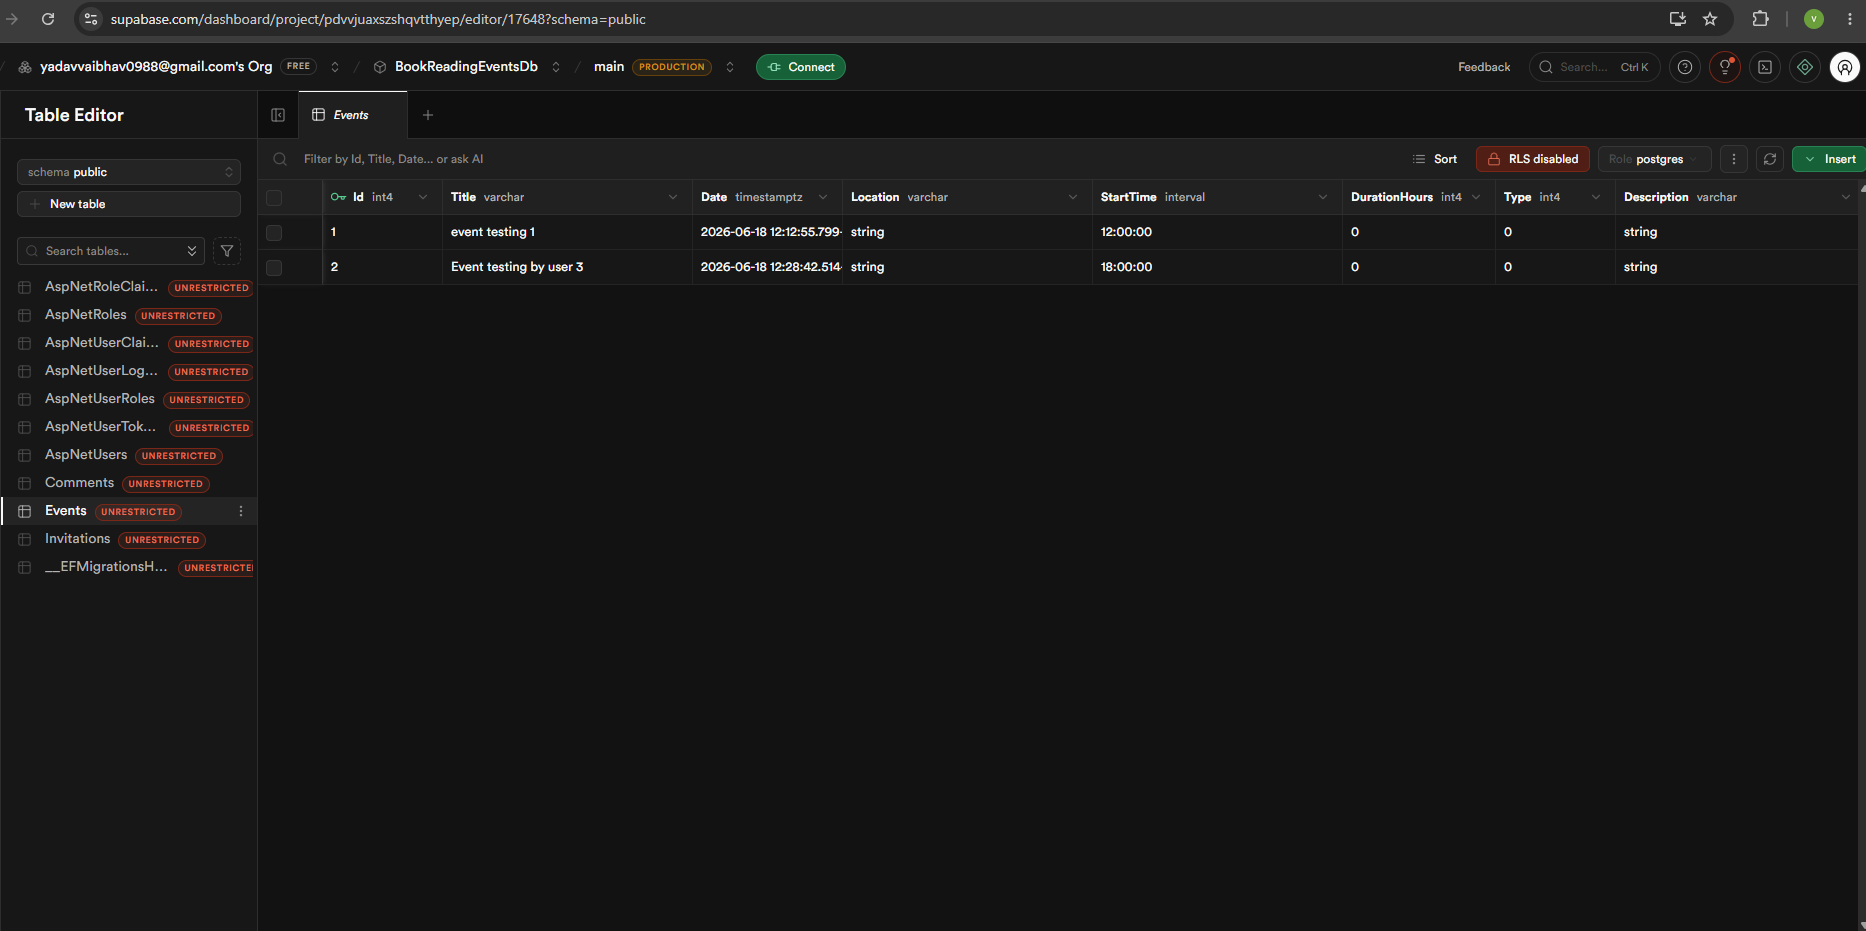 supabase.com/dashboard/project/pdvvjuaxszshqvtthyep/editor/17648?schema=public
V
yadavvaibhav0988@gmail.com's Org FREE / BookReadingEventsDb / main PRODUCTION Connect
Feedback Search... Ctrl K
Table Editor
Events
schema public
New table
Search tables...
AspNetRoleClai... UNRESTRICTED
AspNetRoles UNRESTRICTED
AspNetUserClai... UNRESTRICTED
AspNetUserLog... UNRESTRICTED
AspNetUserRoles UNRESTRICTED
AspNetUserTok... UNRESTRICTED
AspNetUsers UNRESTRICTED
Comments UNRESTRICTED
Events UNRESTRICTED
Invitations UNRESTRICTED
__EFMigrationsH... UNRESTRICTE
Filter by Id, Title, Date... or ask AI
Sort RLS disabled Role postgres Insert
Id int4 Title varchar Date timestamptz Location varchar StartTime interval DurationHours int4 Type int4 Description varchar
1 event testing 1 2026-06-18 12:12:55.799- string 12:00:00 0 0 string
2 Event testing by user 3 2026-06-18 12:28:42.514 string 18:00:00 0 0 string